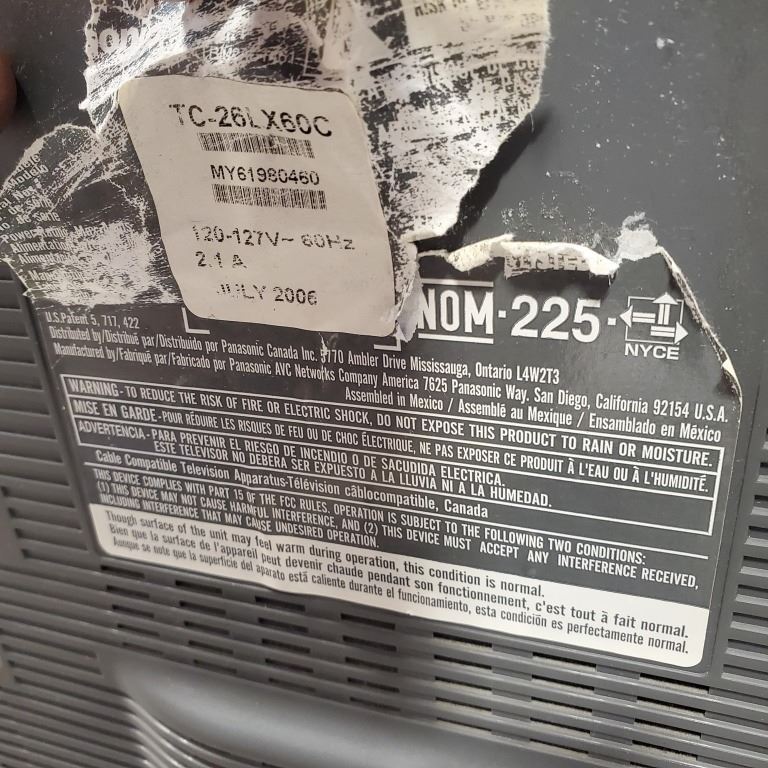 TC-26LX60C
MY61980460
120-127V~ 60Hz
2.1 A
JULY 2006
NOM-225-
NYCE
U.S.Patent 5, 717, 422
Distributed by/Distribué par/Distribuido por Panasonic Canada Inc. 5770 Ambler Drive Mississauga, Ontario L4W2T3
Manufactured by/Fabriqué par/Fabricado por Panasonic AVC Networks Company America 7625 Panasonic Way. San Diego, California 92154 U.S.A.
Assembled in Mexico / Assemblé au Mexique / Ensamblado en México
WARNING-TO REDUCE THE RISK OF FIRE OR ELECTRIC SHOCK, DO NOT EXPOSE THIS PRODUCT TO RAIN OR MOISTURE.
MISE EN GARDE-POUR RÉDUIRE LES RISQUES DE FEU OU DE CHOC ÉLECTRIQUE, NE PAS EXPOSER CE PRODUIT À L'EAU OU À L'HUMIDITÉ.
ADVERTENCIA-PARA PREVENIR EL RIESGO DE INCENDIO O DE SACUDIDA ELECTRICA.
ESTE TELEVISOR NO DEBERA SER EXPUESTO A LA LLUVIA NI A LA HUMEDAD.
Cable Compatible Television Apparatus-Télévision câblocompatible, Canada
THIS DEVICE COMPLIES WITH PART 15 OF THE FCC RULES. OPERATION IS SUBJECT TO THE FOLLOWING TWO CONDITIONS:
(1) THIS DEVICE MAY NOT CAUSE HARMFUL INTERFERENCE, AND (2) THIS DEVICE MUST ACCEPT ANY INTERFERENCE RECEIVED,
INCLUDING INTERFERENCE THAT MAY CAUSE UNDESIRED OPERATION.
Though surface of the unit may feel warm during operation, this condition is normal.
Bien que la surface de l'appareil peut devenir chaude pendant son fonctionnement, c'est tout à fait normal.
Aunque se note que la superficie del aparato está caliente durante el funcionamiento, esta condición es perfectamente normal.